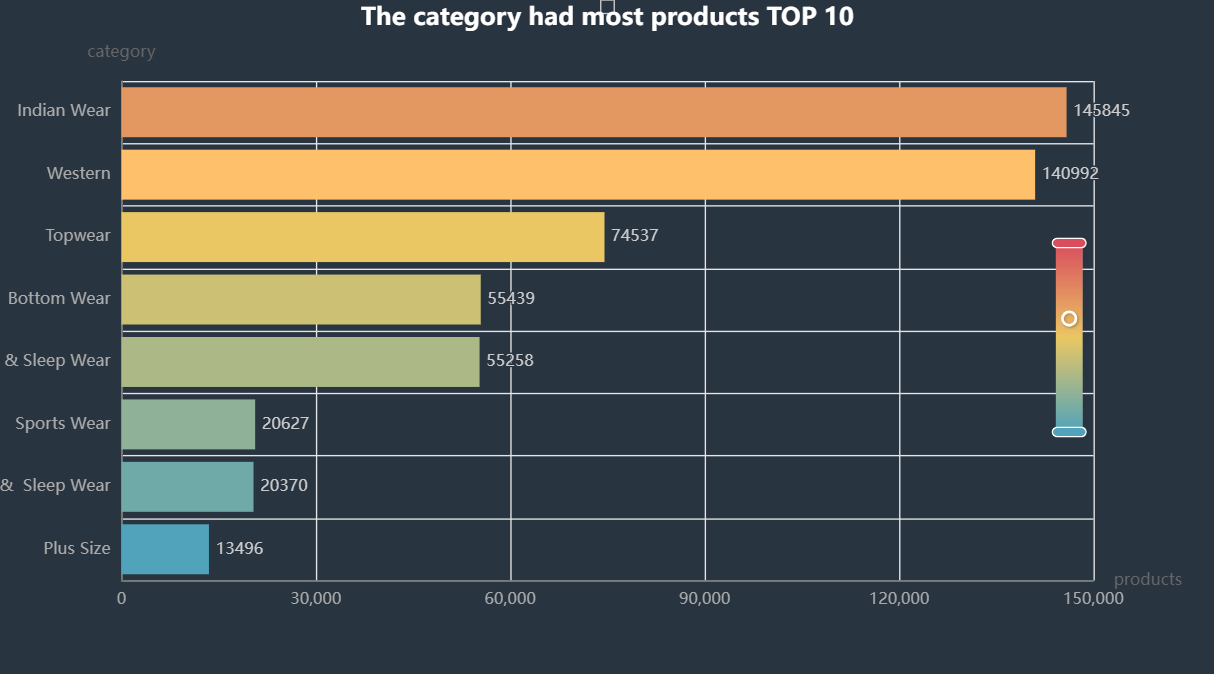 The category had most products TOP 10
category
Indian Wear 145845
Western 140992
Topwear 74537
Bottom Wear 55439
& Sleep Wear 55258
Sports Wear 20627
&  Sleep Wear 20370
Plus Size 13496
products
0 30,000 60,000 90,000 120,000 150,000